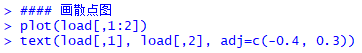 > #### 画散点图
> plot(load[,1:2])
> text(load[,1], load[,2], adj=c(-0.4, 0.3))